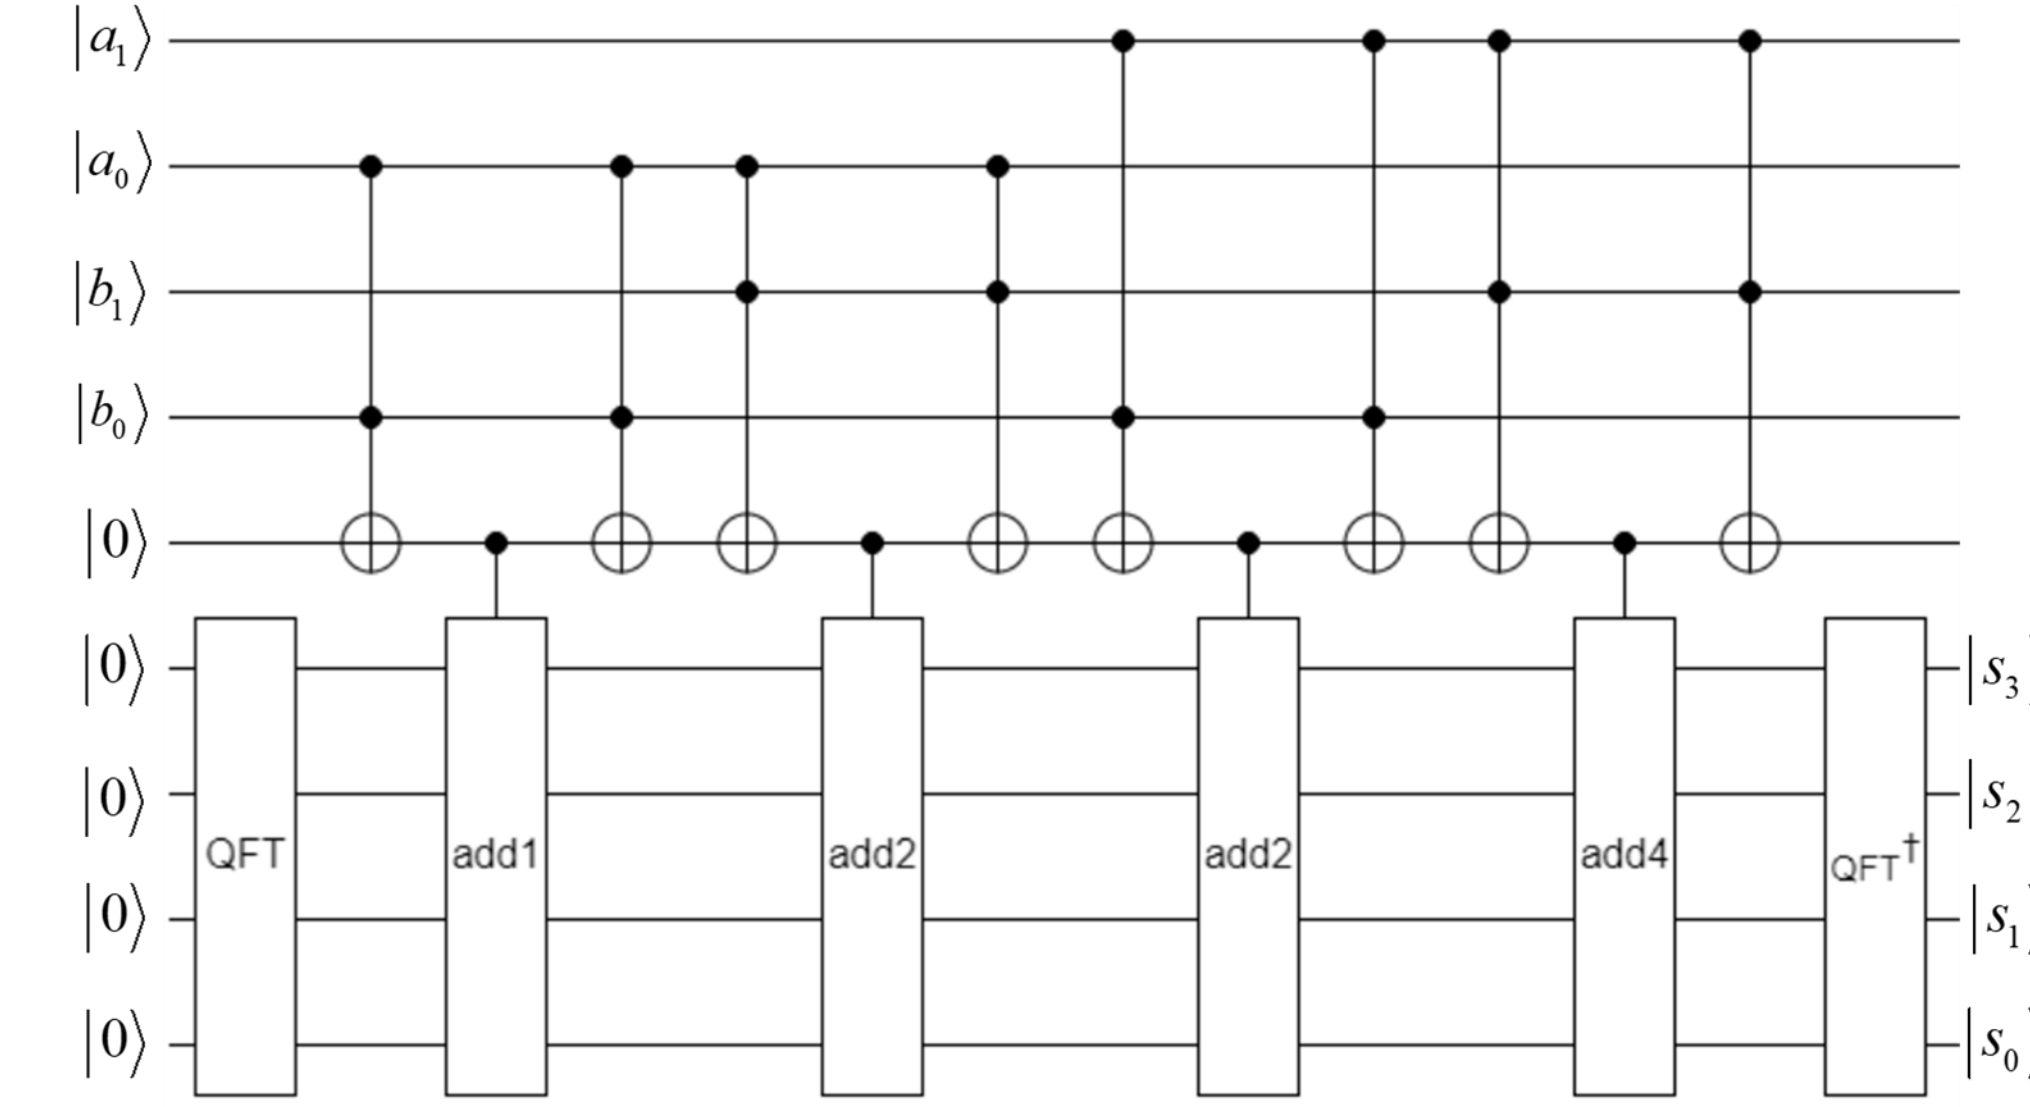 |a₁⟩
|a₀⟩
|b₁⟩
|b₀⟩
|0⟩
|0⟩ |s₃
|0⟩ |s₂
QFT add1 add2 add2 add4 QFT†
|0⟩ |s₁
|0⟩ |s₀